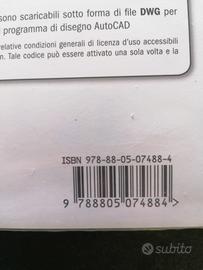 sono scaricabili sotto forma di file DWG per
programma di disegno AutoCAD
relative condizioni generali di licenza d'uso accessibili
Tale codice può essere attivato una sola volta e la
ISBN 978-88-05-07488-4
9 788805 074884
subito